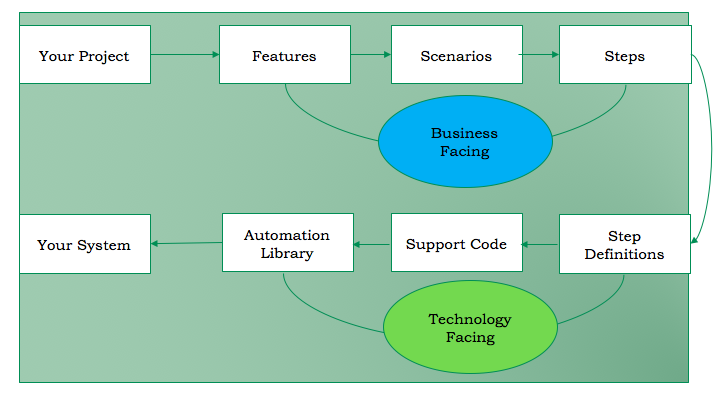 Your Project
Features
Scenarios
Steps
Business
Facing
Your System
Automation
Library
Support Code
Step
Definitions
Technology
Facing